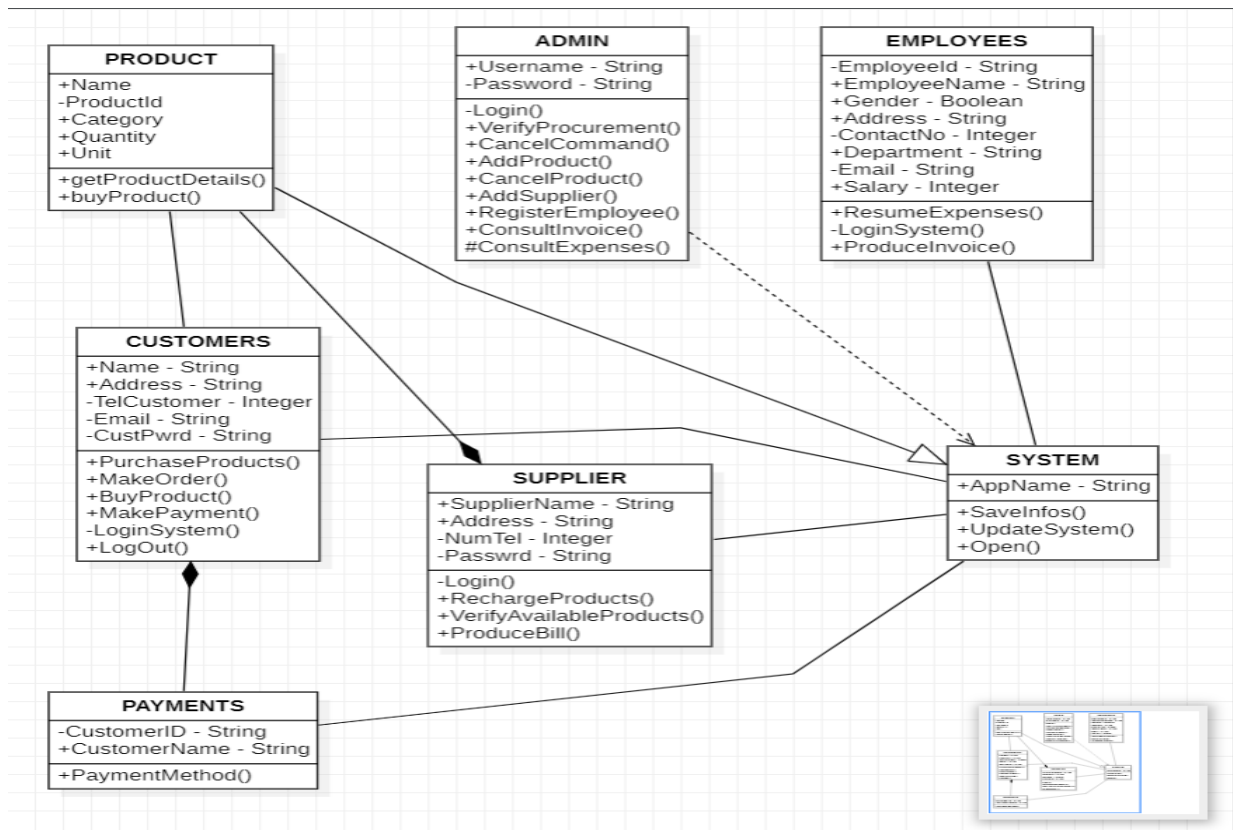 PRODUCT
+Name
-ProductId
+Category
+Quantity
+Unit
+getProductDetails()
+buyProduct()
ADMIN
+Username - String
-Password - String
-Login()
+VerifyProcurement()
+CancelCommand()
+AddProduct()
+CancelProduct()
+AddSupplier()
+RegisterEmployee()
+ConsultInvoice()
#ConsultExpenses()
EMPLOYEES
-EmployeeId - String
+EmployeeName - String
+Gender - Boolean
+Address - String
-ContactNo - Integer
+Department - String
-Email - String
+Salary - Integer
+ResumeExpenses()
-LoginSystem()
+ProduceInvoice()
CUSTOMERS
+Name - String
+Address - String
-TelCustomer - Integer
-Email - String
-CustPwrd - String
+PurchaseProducts()
+MakeOrder()
+BuyProduct()
+MakePayment()
-LoginSystem()
+LogOut()
SUPPLIER
+SupplierName - String
+Address - String
-NumTel - Integer
-Passwrd - String
-Login()
+RechargeProducts()
+VerifyAvailableProducts()
+ProduceBill()
SYSTEM
+AppName - String
+SaveInfos()
+UpdateSystem()
+Open()
PAYMENTS
-CustomerID - String
+CustomerName - String
+PaymentMethod()